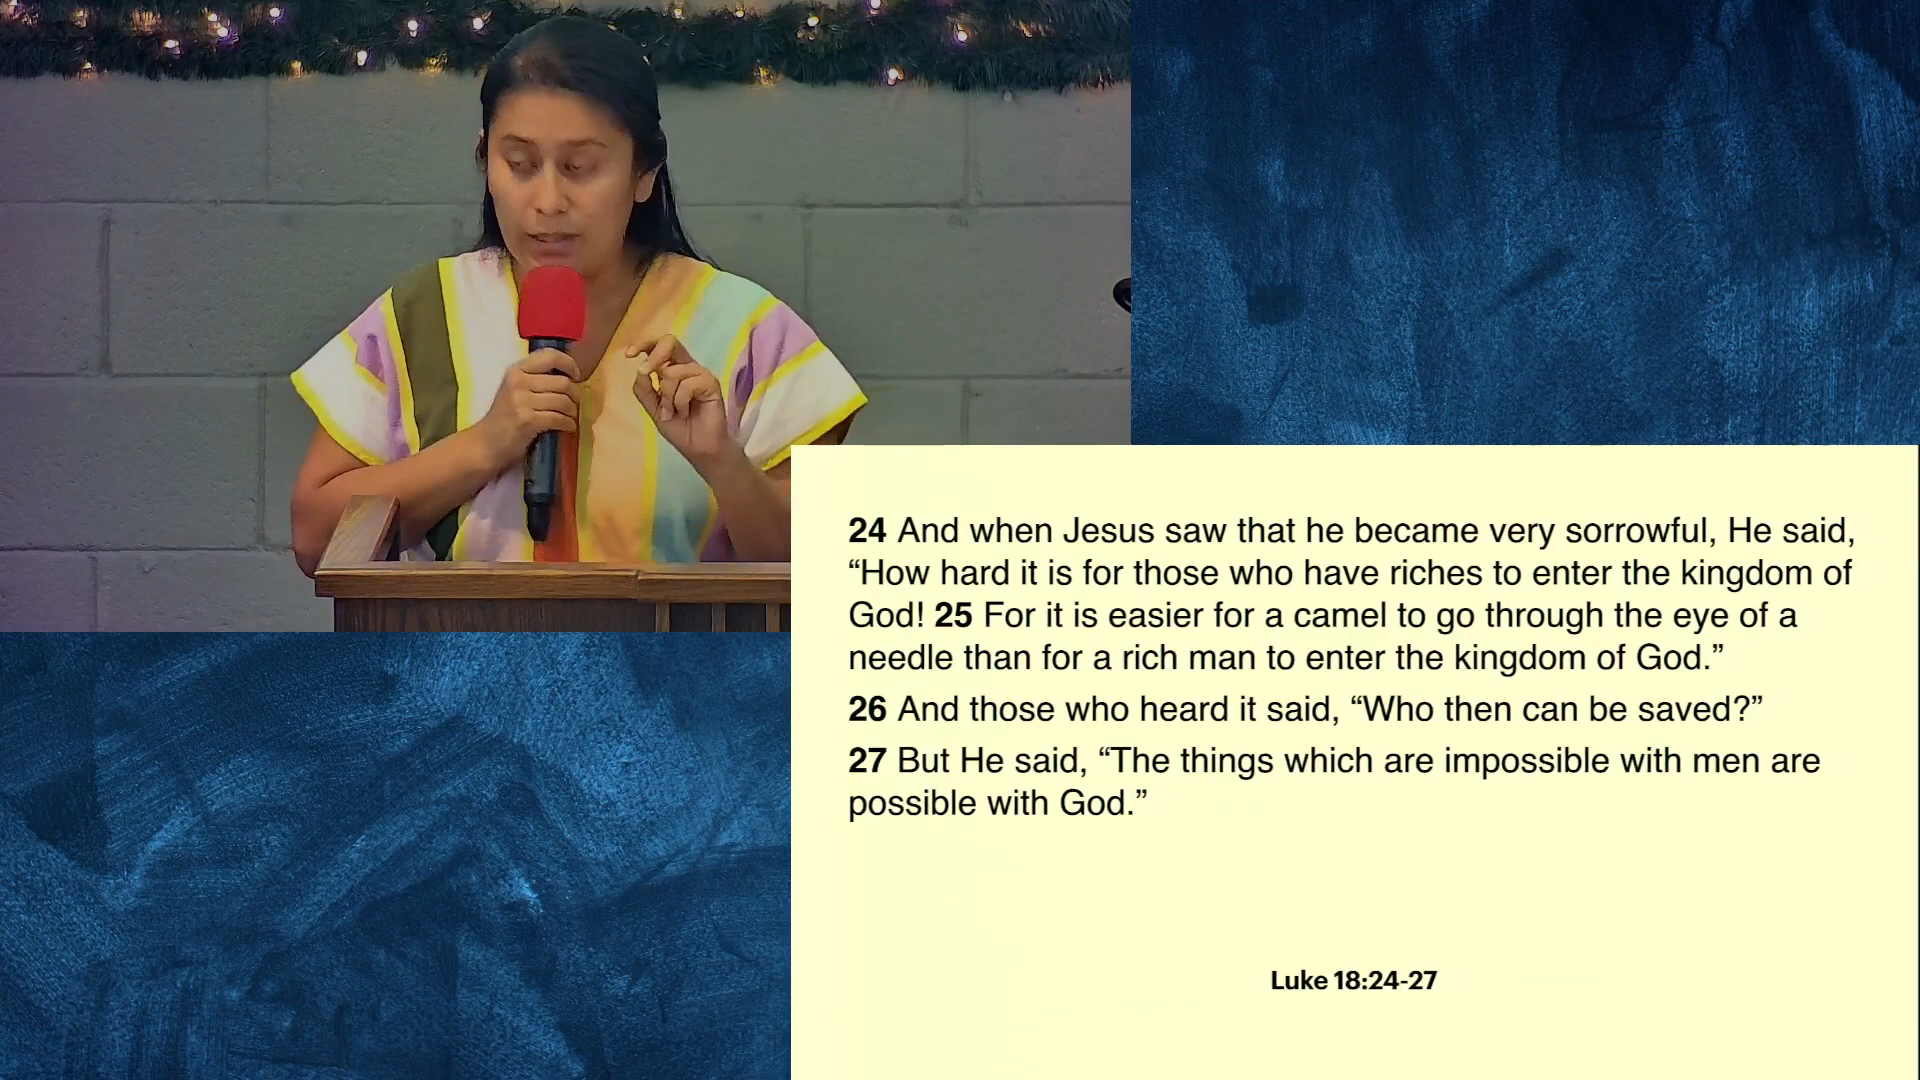 24 And when Jesus saw that he became very sorrowful, He said,
“How hard it is for those who have riches to enter the kingdom of
God! 25 For it is easier for a camel to go through the eye of a
needle than for a rich man to enter the kingdom of God.”
26 And those who heard it said, “Who then can be saved?”
27 But He said, “The things which are impossible with men are
possible with God.”
Luke 18:24-27